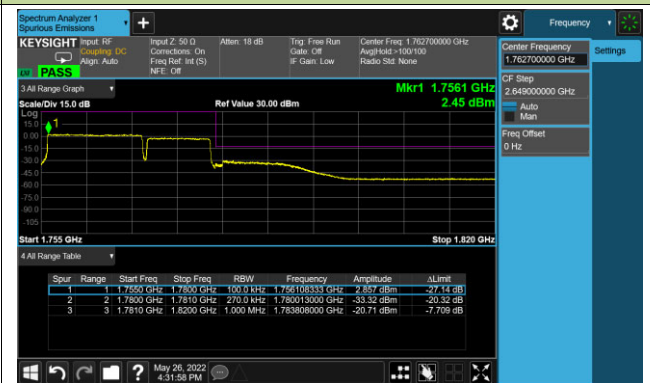 Spectrum Analyzer 1
Spurious Emissions
Frequency
KEYSIGHT
Input: RF
Coupling: DC
Align: Auto
Input Z: 50 Ω
Corrections: On
Freq Ref: Int (S)
NFE: Off
Atten: 18 dB
Trig: Free Run
Gate: Off
IF Gain: Low
Center Freq: 1.762700000 GHz
Avg|Hold:>100/100
Radio Std: None
PASS
Center Frequency
1.762700000 GHz
Settings
CF Step
2.649000000 GHz
Auto
Man
Freq Offset
0 Hz
3 All Range Graph
Mkr1 1.7561 GHz
Scale/Div 15.0 dB
Ref Value 30.00 dBm
2.45 dBm
Log
15.0
1
0.00
-15.0
-30.0
-45.0
-60.0
-75.0
-90.0
-105
Start 1.755 GHz
Stop 1.820 GHz
4 All Range Table
Spur Range Start Freq Stop Freq RBW Frequency Amplitude ΔLimit
1 1 1.7550 GHz 1.7800 GHz 100.0 kHz 1.756108333 GHz 2.857 dBm -27.14 dB
2 2 1.7800 GHz 1.7810 GHz 270.0 kHz 1.780013000 GHz -33.32 dBm -20.32 dB
3 3 1.7810 GHz 1.8200 GHz 1.000 MHz 1.783808000 GHz -20.71 dBm -7.709 dB
May 26, 2022
4:31:58 PM